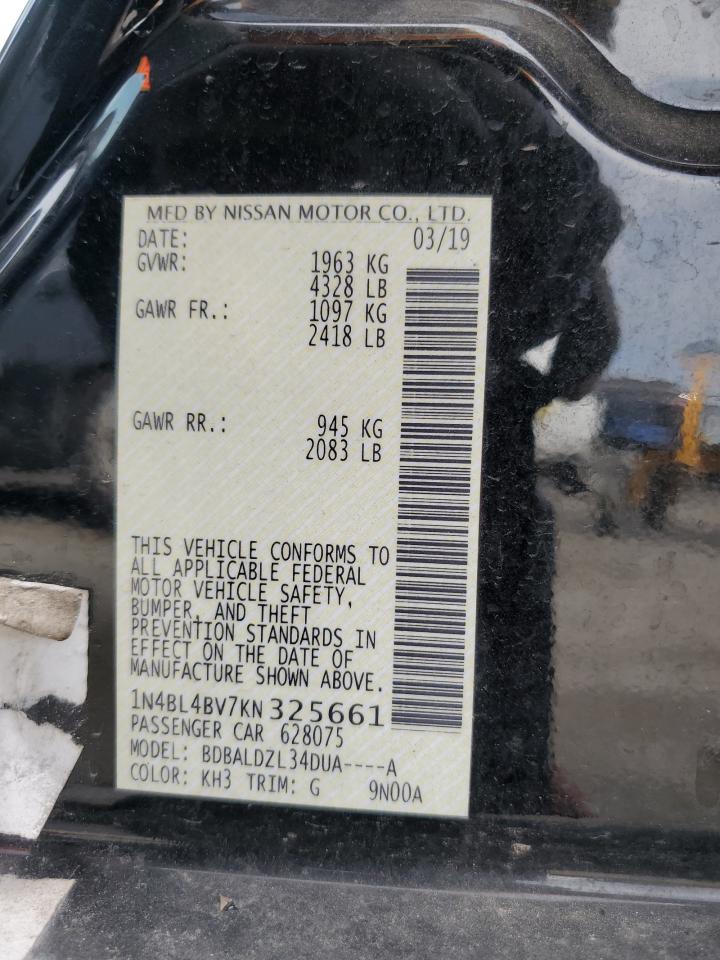 MFD BY NISSAN MOTOR CO., LTD.
DATE: 03/19
GVWR: 1963 KG
4328 LB
GAWR FR.: 1097 KG
2418 LB
GAWR RR.: 945 KG
2083 LB
THIS VEHICLE CONFORMS TO
ALL APPLICABLE FEDERAL
MOTOR VEHICLE SAFETY,
BUMPER, AND THEFT
PREVENTION STANDARDS IN
EFFECT ON THE DATE OF
MANUFACTURE SHOWN ABOVE.
1N4BL4BV7KN325661
PASSENGER CAR 628075
MODEL: BDBALDZL34DUA----A
COLOR: KH3 TRIM: G 9N00A